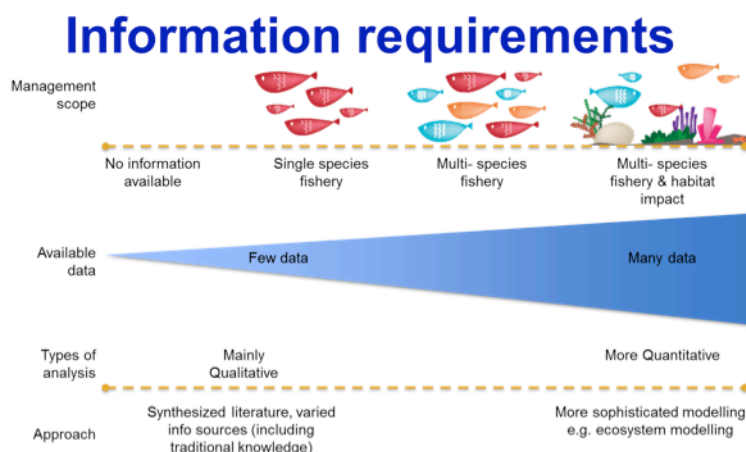 Information requirements
Management
scope
No information
available
Single species
fishery
Multi- species
fishery
Multi- species
fishery & habitat
impact
Available
data
Few data
Many data
Types of
analysis
Mainly
Qualitative
More Quantitative
Approach
Synthesized literature, varied
info sources (including
traditional knowledge)
More sophisticated modelling
e.g. ecosystem modelling